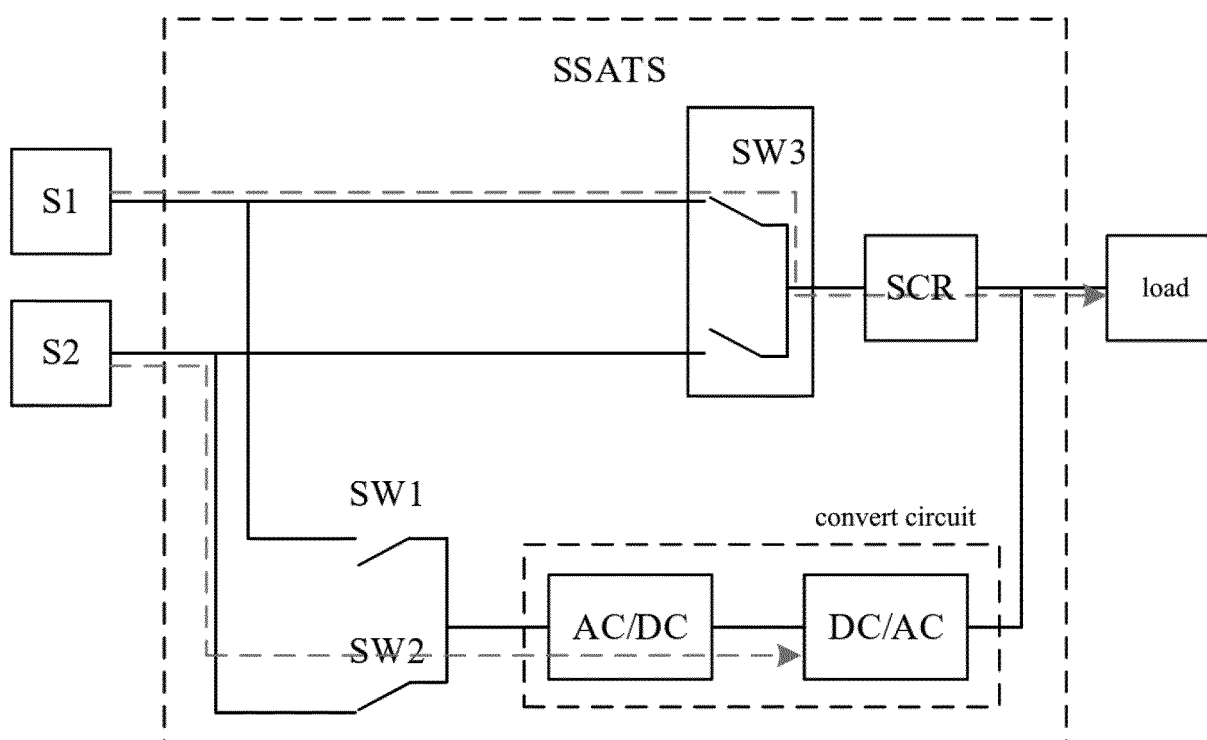 SSATS
SW3
S1
SCR
load
S2
SW1
convert circuit
AC/DC
DC/AC
SW2